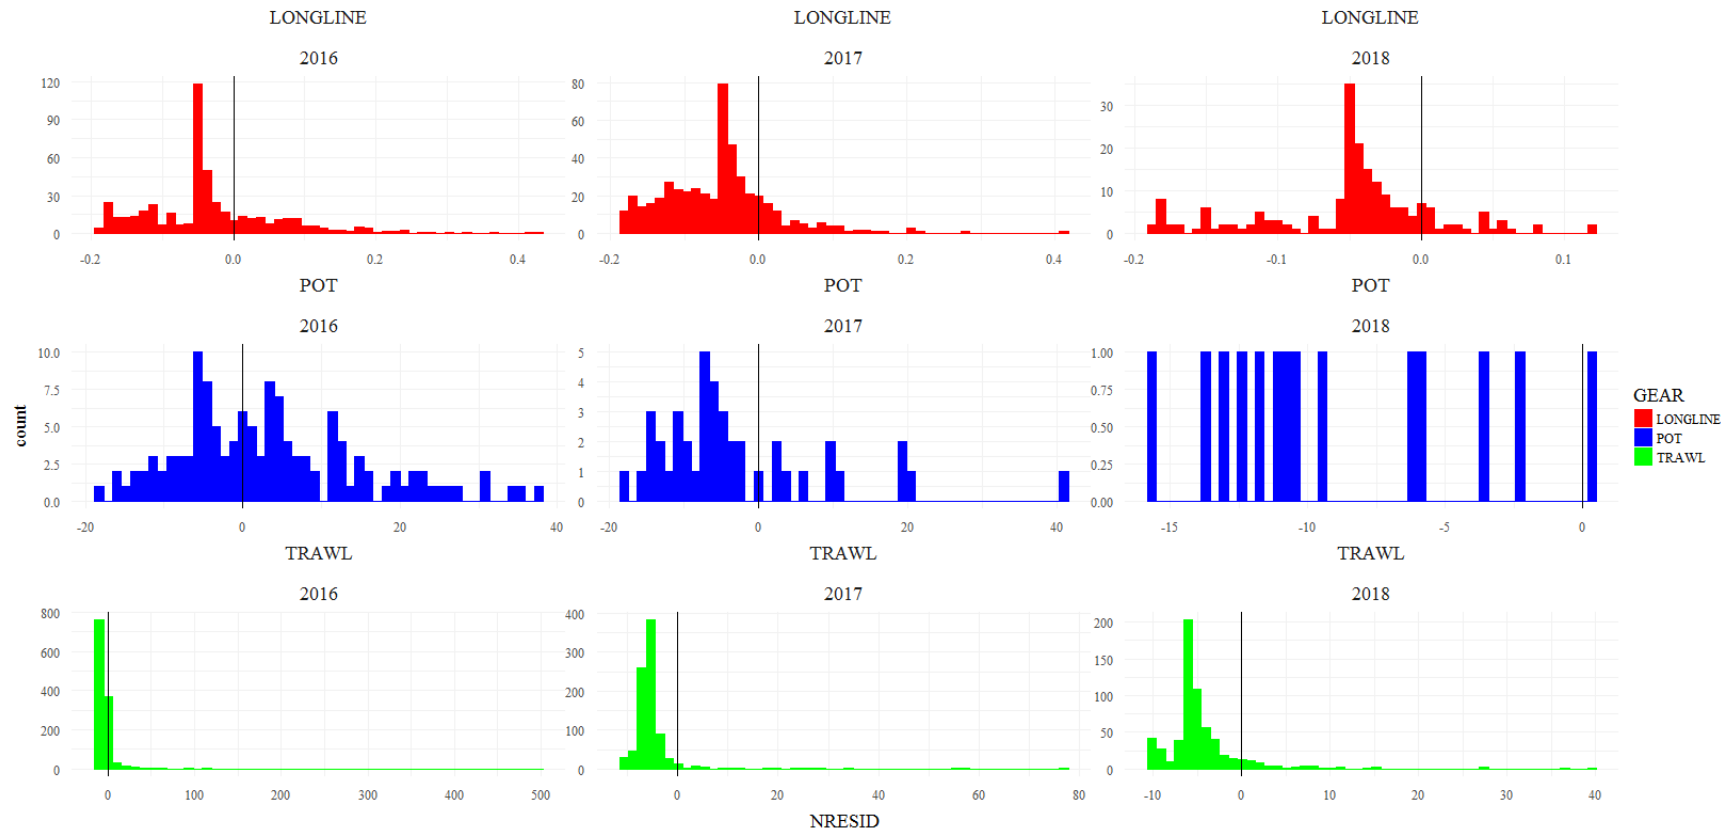 LONGLINE LONGLINE LONGLINE
2016 2017 2018
120
90
60
30
0
-0.2 0.0 0.2 0.4
80
60
40
20
0
-0.2 0.0 0.2 0.4
30
20
10
0
-0.2 -0.1 0.0 0.1
POT POT POT
2016 2017 2018
10.0
7.5
5.0
2.5
0.0
-20 0 20 40
5
4
3
2
1
0
-20 0 20 40
1.00
0.75
0.50
0.25
0.00
-15 -10 -5 0
TRAWL TRAWL TRAWL
2016 2017 2018
800
600
400
200
0
0 100 200 300 400 500
400
300
200
100
0
0 20 40 60 80
200
150
100
50
0
-10 0 10 20 30 40
count
NRESID
GEAR
LONGLINE
POT
TRAWL